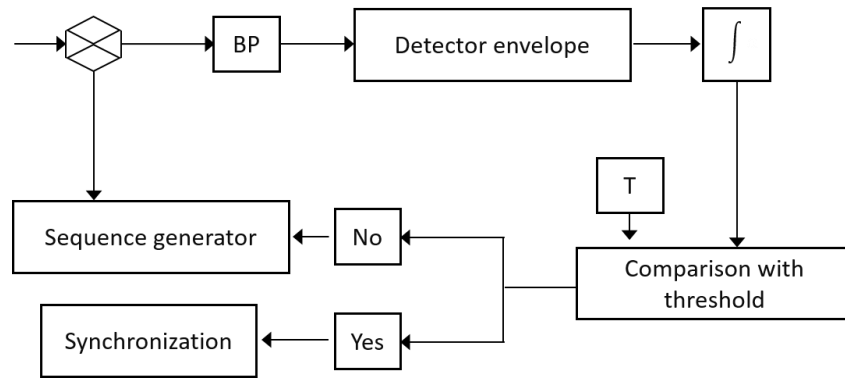 BP
Detector envelope
∫
T
Sequence generator
No
Comparison with
threshold
Synchronization
Yes